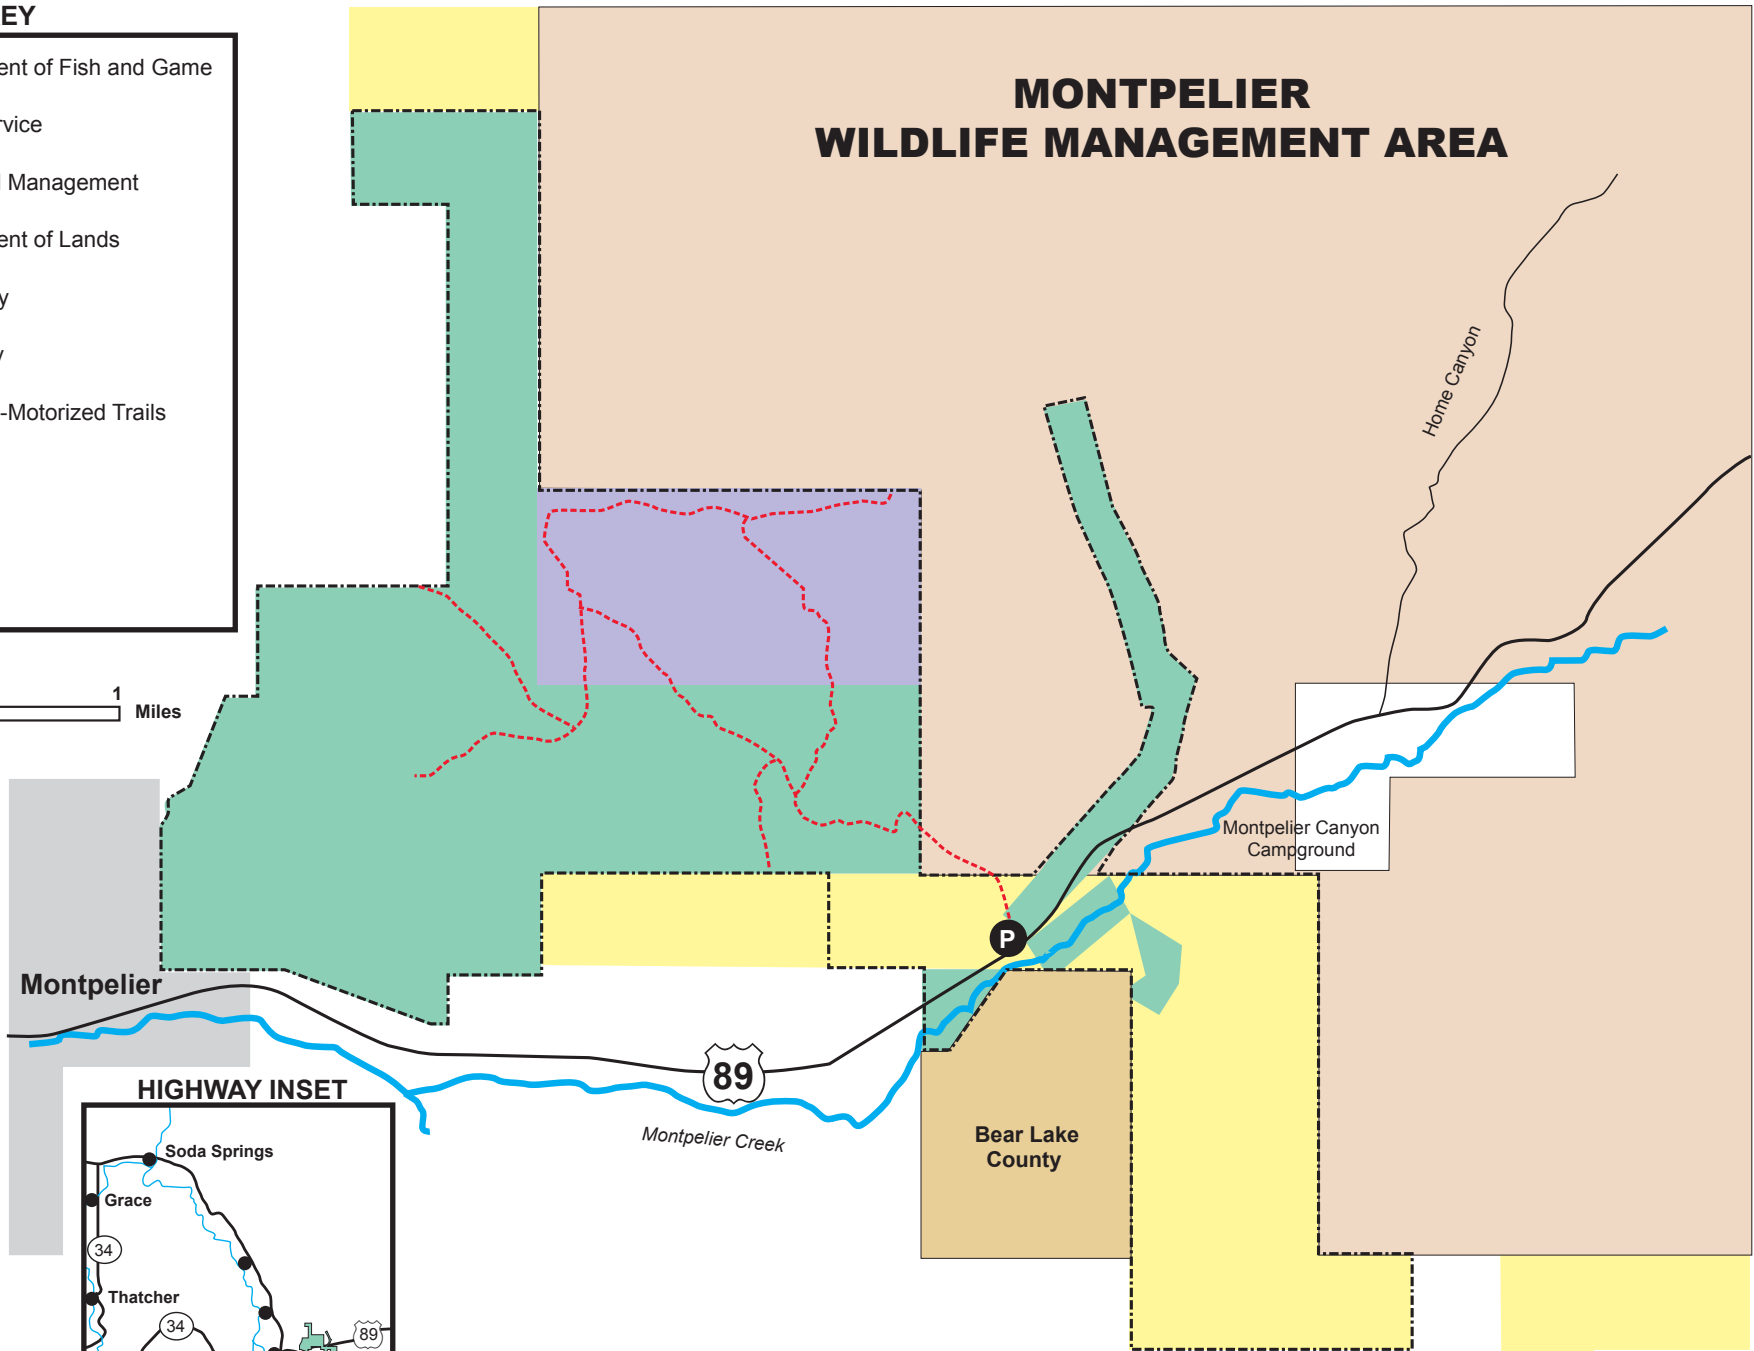 EY
ent of Fish and Game
rvice
Management
ent of Lands
y
-Motorized Trails
1
Miles
MONTPELIER
WILDLIFE MANAGEMENT AREA
Home Canyon
Montpelier Canyon
Campground
P
Montpelier
89
Montpelier Creek
Bear Lake
County
HIGHWAY INSET
Soda Springs
Grace
34
Thatcher
34
89